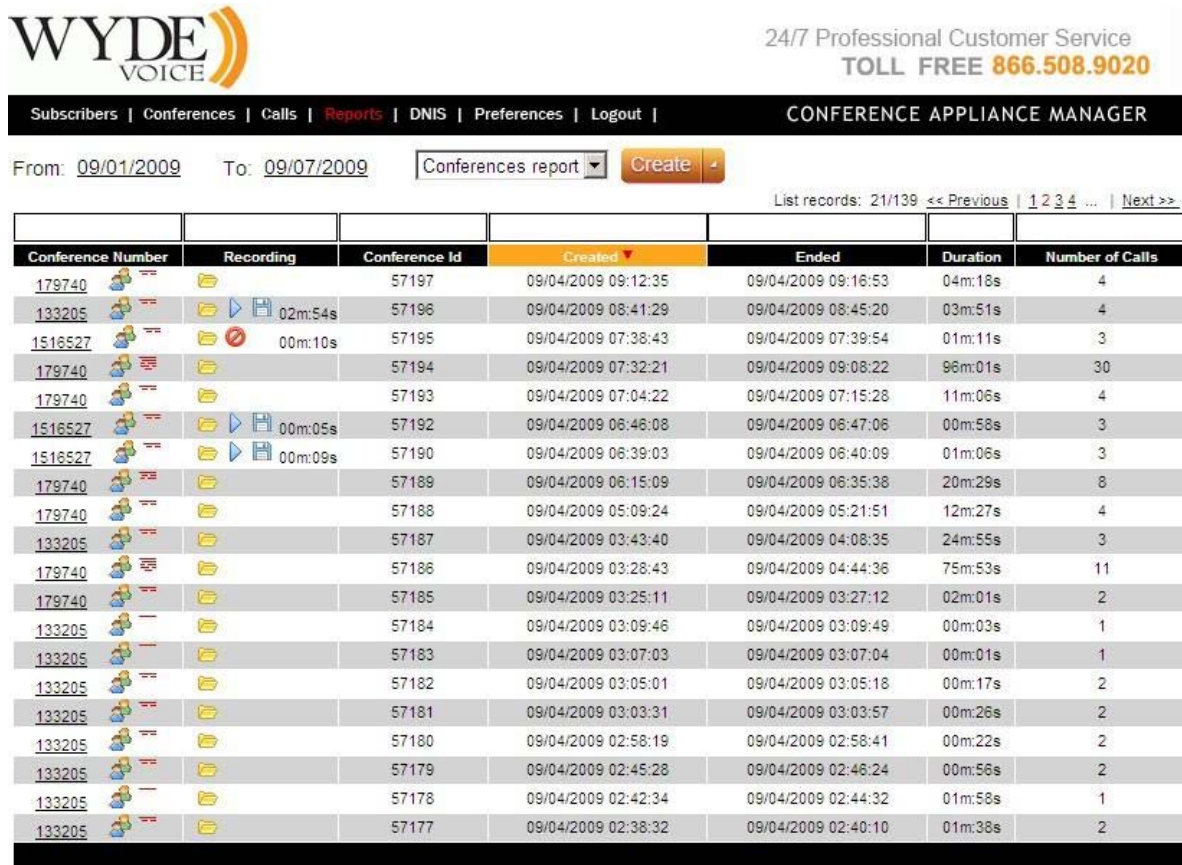 WYDE
VOICE
24/7 Professional Customer Service
TOLL FREE 866.508.9020
Subscribers | Conferences | Calls | Reports | DNIS | Preferences | Logout | CONFERENCE APPLIANCE MANAGER
From: 09/01/2009 To: 09/07/2009 Conferences report Create
List records: 21/139 << Previous | 1 2 3 4 ... | Next >>
Conference Number Recording Conference Id Created Ended Duration Number of Calls
179740 57197 09/04/2009 09:12:35 09/04/2009 09:16:53 04m:18s 4
133205 02m:54s 57196 09/04/2009 08:41:29 09/04/2009 08:45:20 03m:51s 4
1516527 00m:10s 57195 09/04/2009 07:38:43 09/04/2009 07:39:54 01m:11s 3
179740 57194 09/04/2009 07:32:21 09/04/2009 09:08:22 96m:01s 30
179740 57193 09/04/2009 07:04:22 09/04/2009 07:15:28 11m:06s 4
1516527 00m:05s 57192 09/04/2009 06:46:08 09/04/2009 06:47:06 00m:58s 3
1516527 00m:09s 57190 09/04/2009 06:39:03 09/04/2009 06:40:09 01m:06s 3
179740 57189 09/04/2009 06:15:09 09/04/2009 06:35:38 20m:29s 8
179740 57188 09/04/2009 05:09:24 09/04/2009 05:21:51 12m:27s 4
133205 57187 09/04/2009 03:43:40 09/04/2009 04:08:35 24m:55s 3
179740 57186 09/04/2009 03:28:43 09/04/2009 04:44:36 75m:53s 11
179740 57185 09/04/2009 03:25:11 09/04/2009 03:27:12 02m:01s 2
133205 57184 09/04/2009 03:09:46 09/04/2009 03:09:49 00m:03s 1
133205 57183 09/04/2009 03:07:03 09/04/2009 03:07:04 00m:01s 1
133205 57182 09/04/2009 03:05:01 09/04/2009 03:05:18 00m:17s 2
133205 57181 09/04/2009 03:03:31 09/04/2009 03:03:57 00m:26s 2
133205 57180 09/04/2009 02:58:19 09/04/2009 02:58:41 00m:22s 2
133205 57179 09/04/2009 02:45:28 09/04/2009 02:46:24 00m:56s 2
133205 57178 09/04/2009 02:42:34 09/04/2009 02:44:32 01m:58s 1
133205 57177 09/04/2009 02:38:32 09/04/2009 02:40:10 01m:38s 2